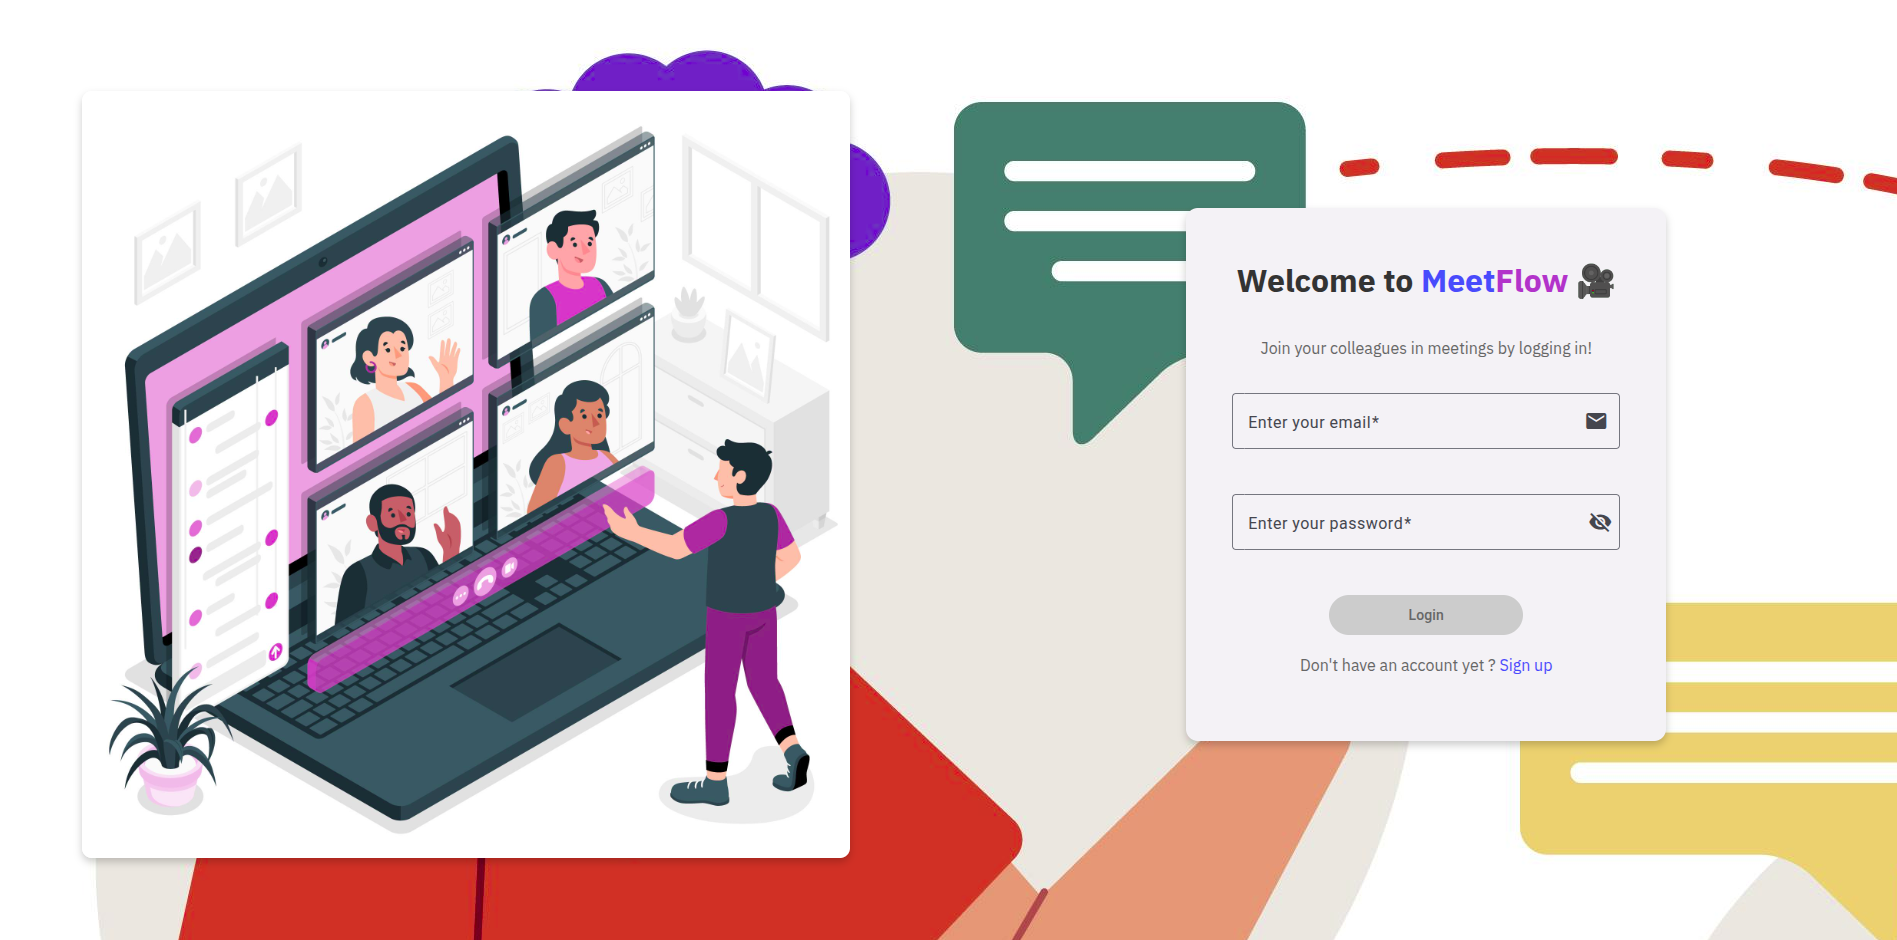 Welcome to MeetFlow 🎥
Join your colleagues in meetings by logging in!
Enter your email*
Enter your password*
Login
Don't have an account yet ? Sign up